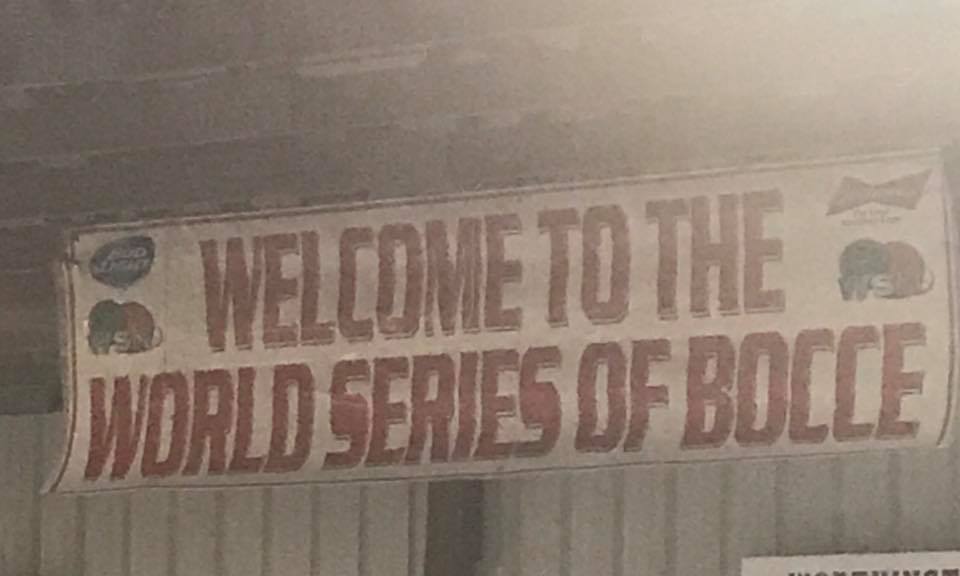 WELCOME TO THE
WORLD SERIES OF BOCCE